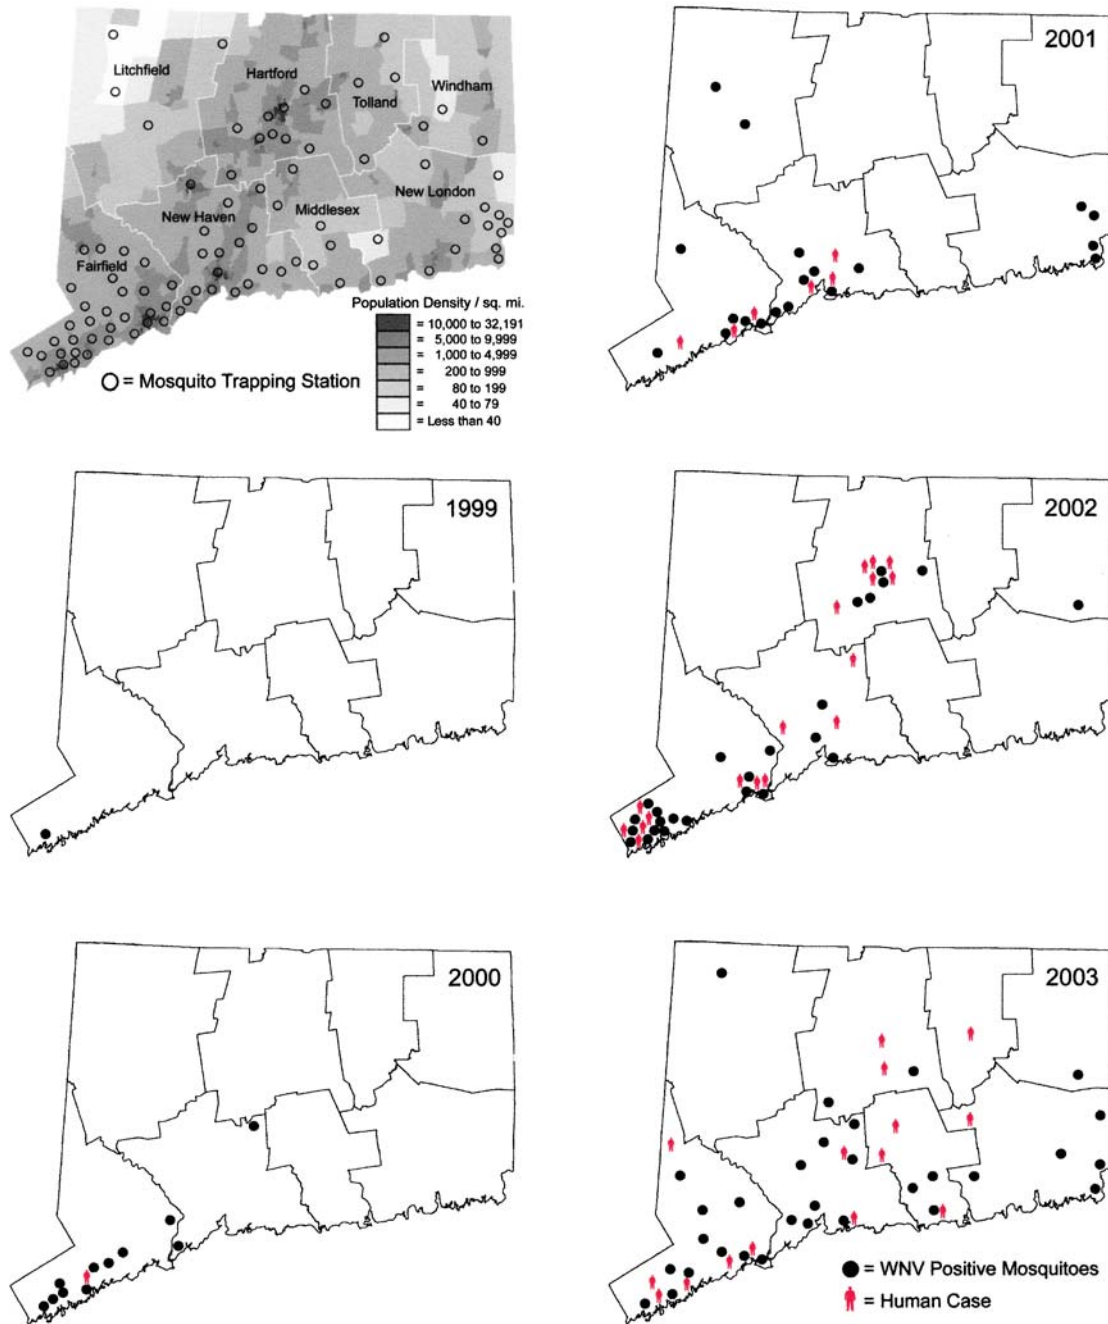 Litchfield
Hartford
Tolland
Windham
New London
New Haven
Middlesex
Fairfield
Population Density / sq. mi.
= 10,000 to 32,191
= 5,000 to 9,999
= 1,000 to 4,999
= 200 to 999
= 80 to 199
= 40 to 79
= Less than 40
= Mosquito Trapping Station
2001
1999
2002
2000
2003
= WNV Positive Mosquitoes
= Human Case